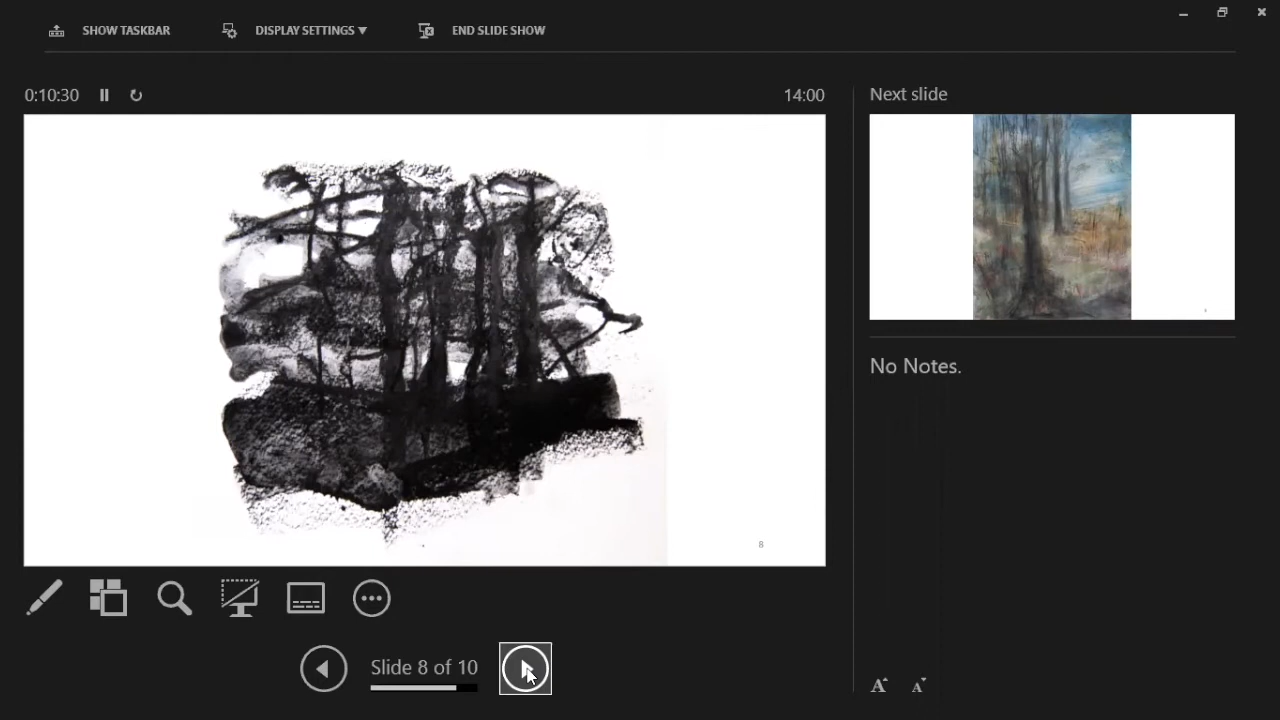 SHOW TASKBAR DISPLAY SETTINGS ▼ END SLIDE SHOW
0:10:30 14:00
Next slide
8
No Notes.
Slide 8 of 10
A A